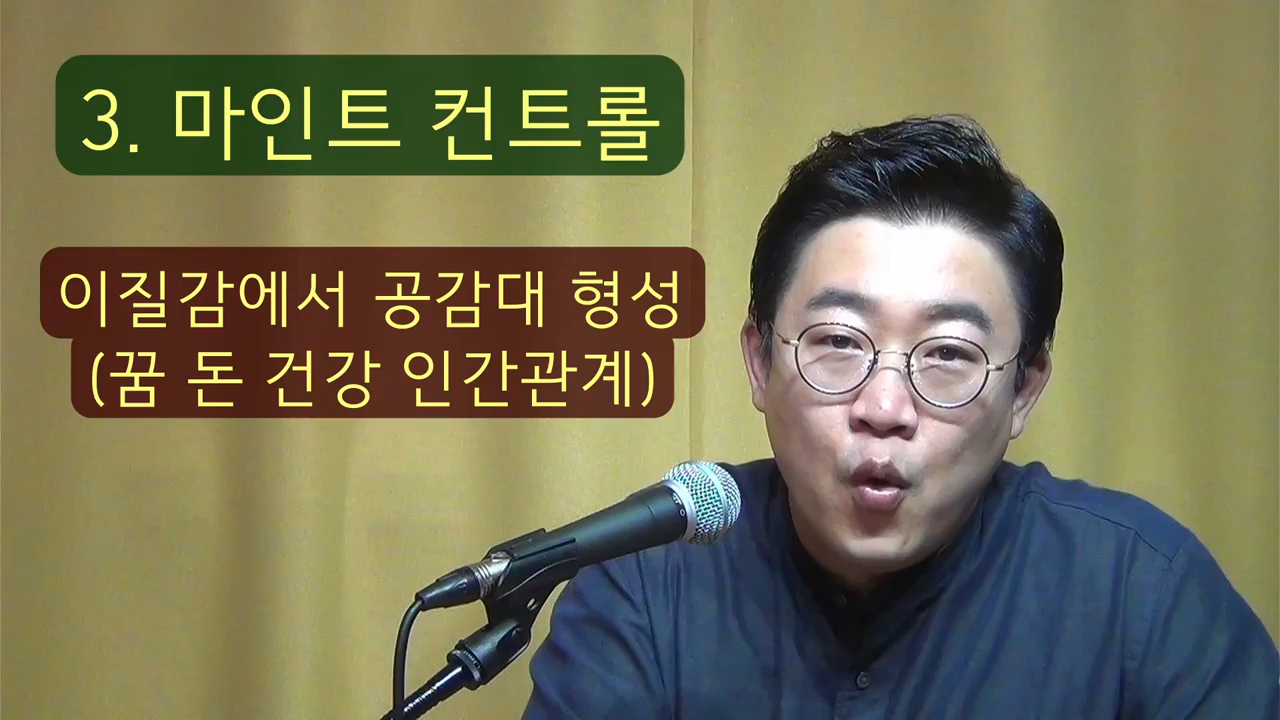 3. 마인트 컨트롤
이질감에서 공감대 형성
(꿈 돈 건강 인간관계)